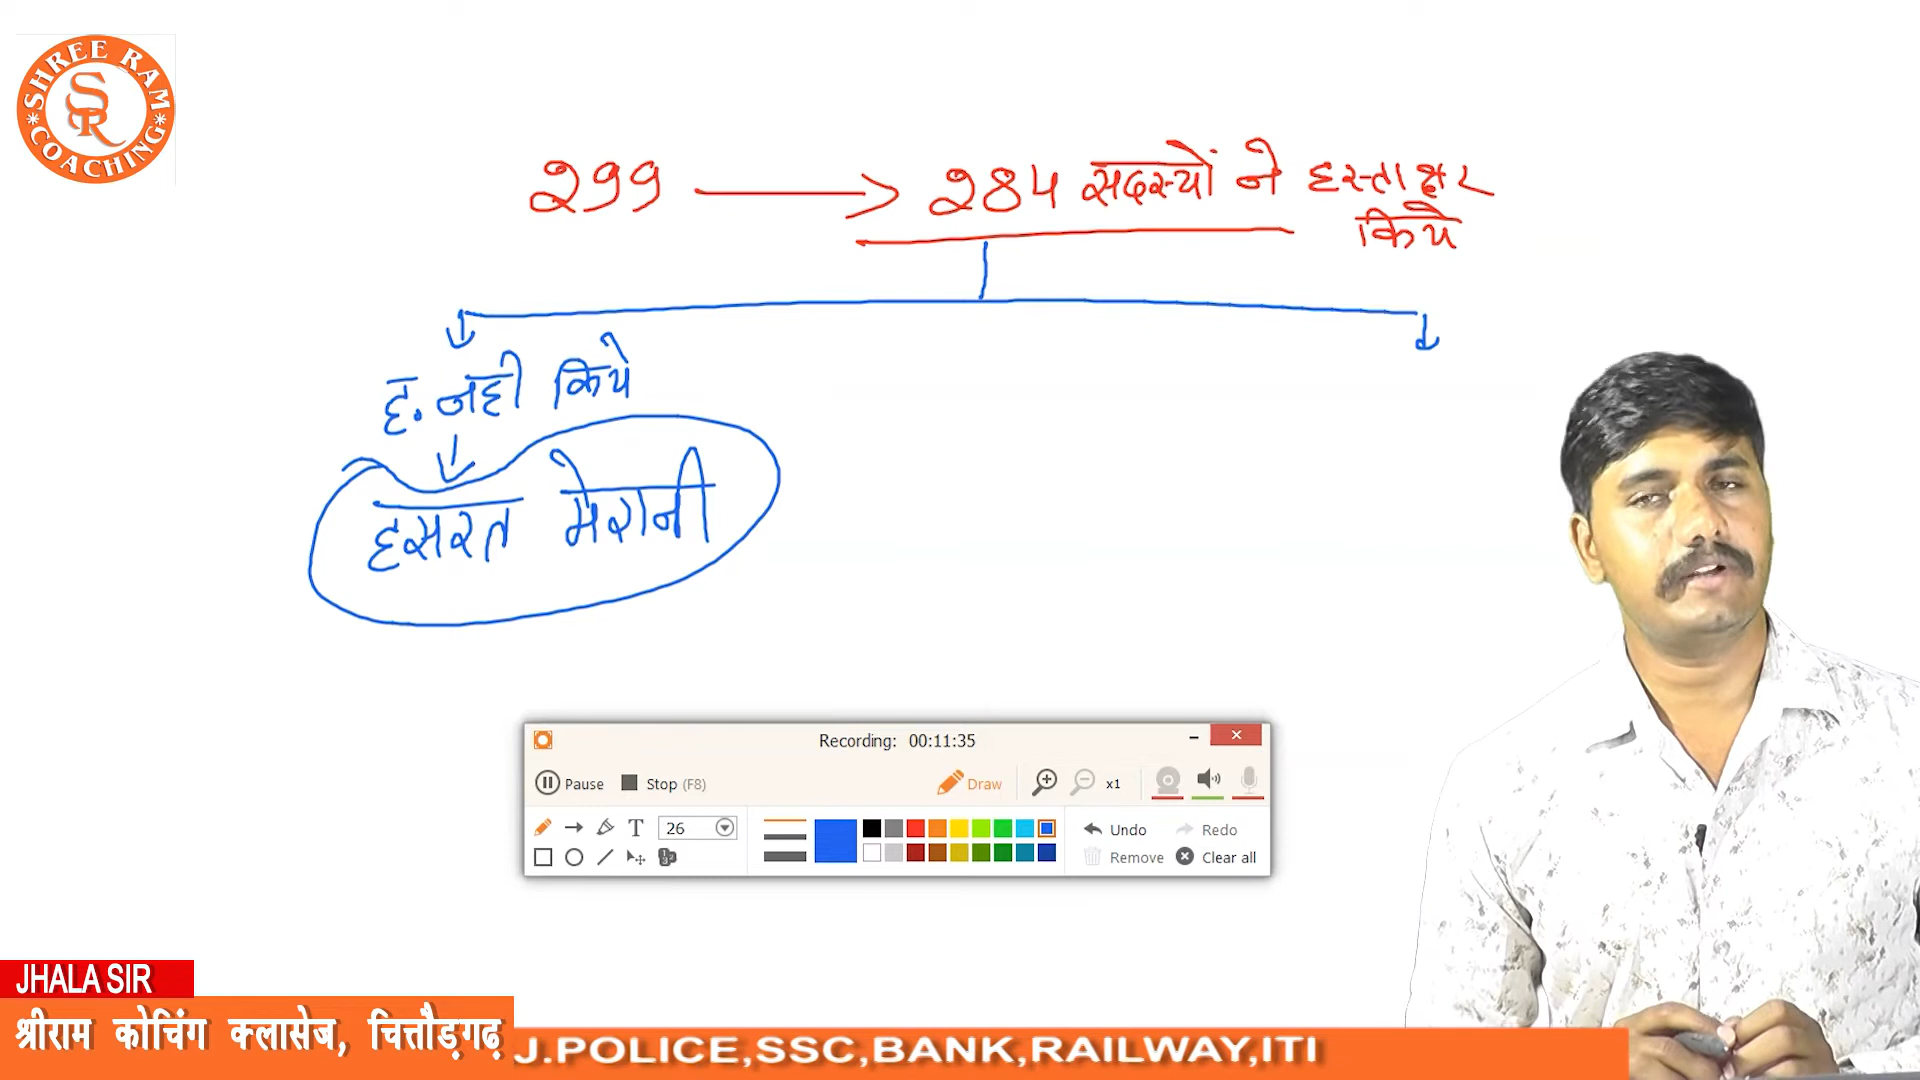 SHREE RAM
SR
COACHING
299 → 284 सदस्यों ने हस्ताक्षर
किये
ह. नही किये
हसरत मोरानी
Recording: 00:11:35
Pause Stop (F8) Draw x1
T 26 Undo Redo
Remove Clear all
JHALA SIR
श्रीराम कोचिंग क्लासेज, चित्तौड़गढ़
J.POLICE,SSC,BANK,RAILWAY,ITI